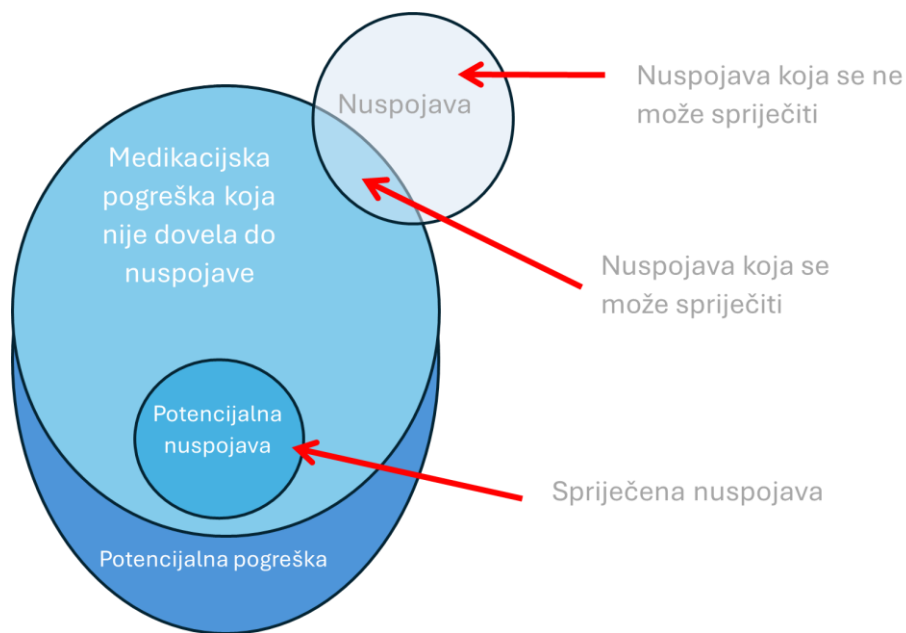 Nuspojava
Nuspojava koja se ne
može spriječiti
Medikacijska
pogreška koja
nije dovela do
nuspojave
Nuspojava koja se
može spriječiti
Potencijalna
nuspojava
Spriječena nuspojava
Potencijalna pogreška